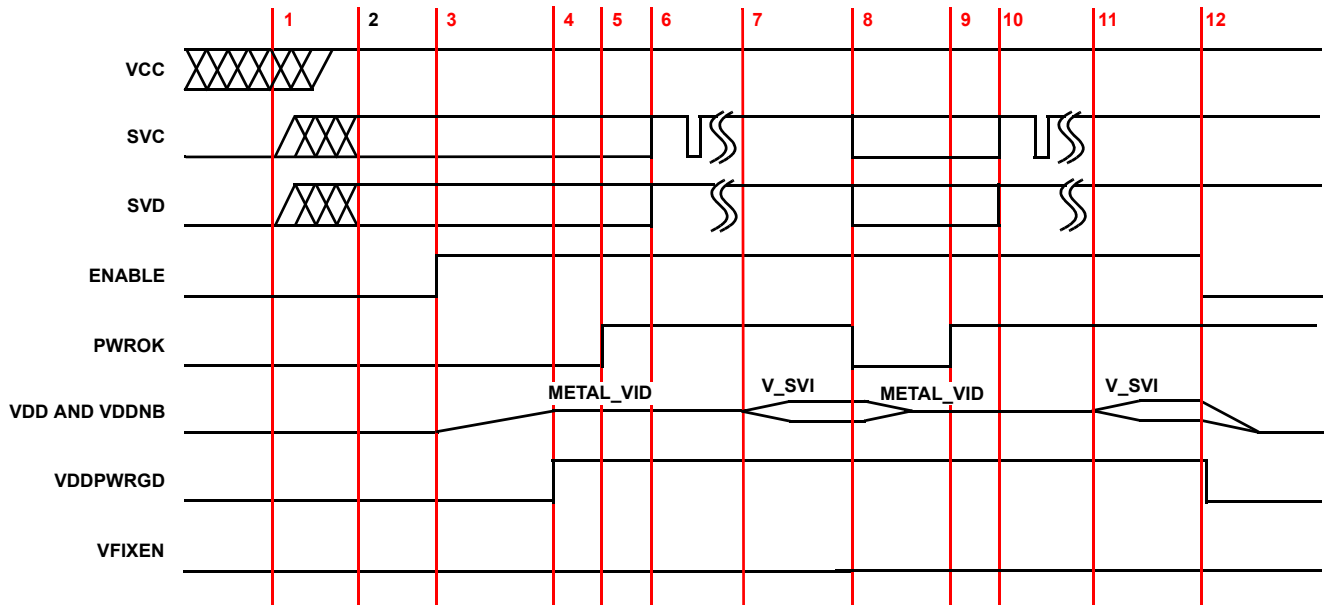 1 2 3 4 5 6 7 8 9 10 11 12
VCC
SVC
SVD
ENABLE
PWROK
METAL_VID V_SVI METAL_VID V_SVI
VDD AND VDDNB
VDDPWRGD
VFIXEN